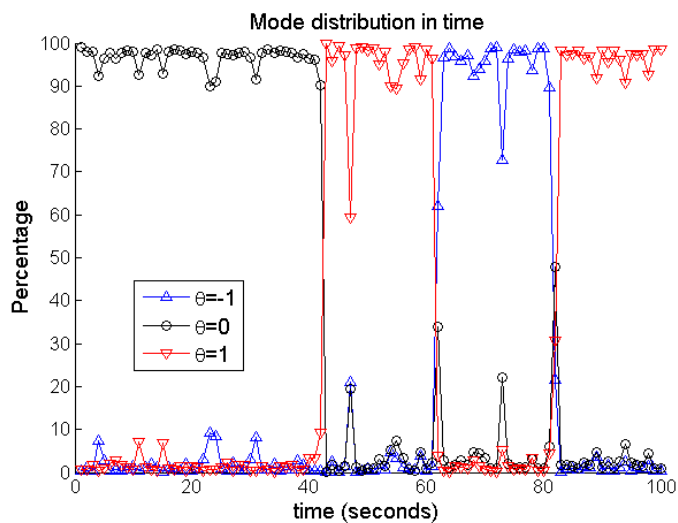 Mode distribution in time
Percentage
100
90
80
70
60
50
40
30
20
10
0
θ=-1
θ=0
θ=1
0 20 40 60 80 100
time (seconds)